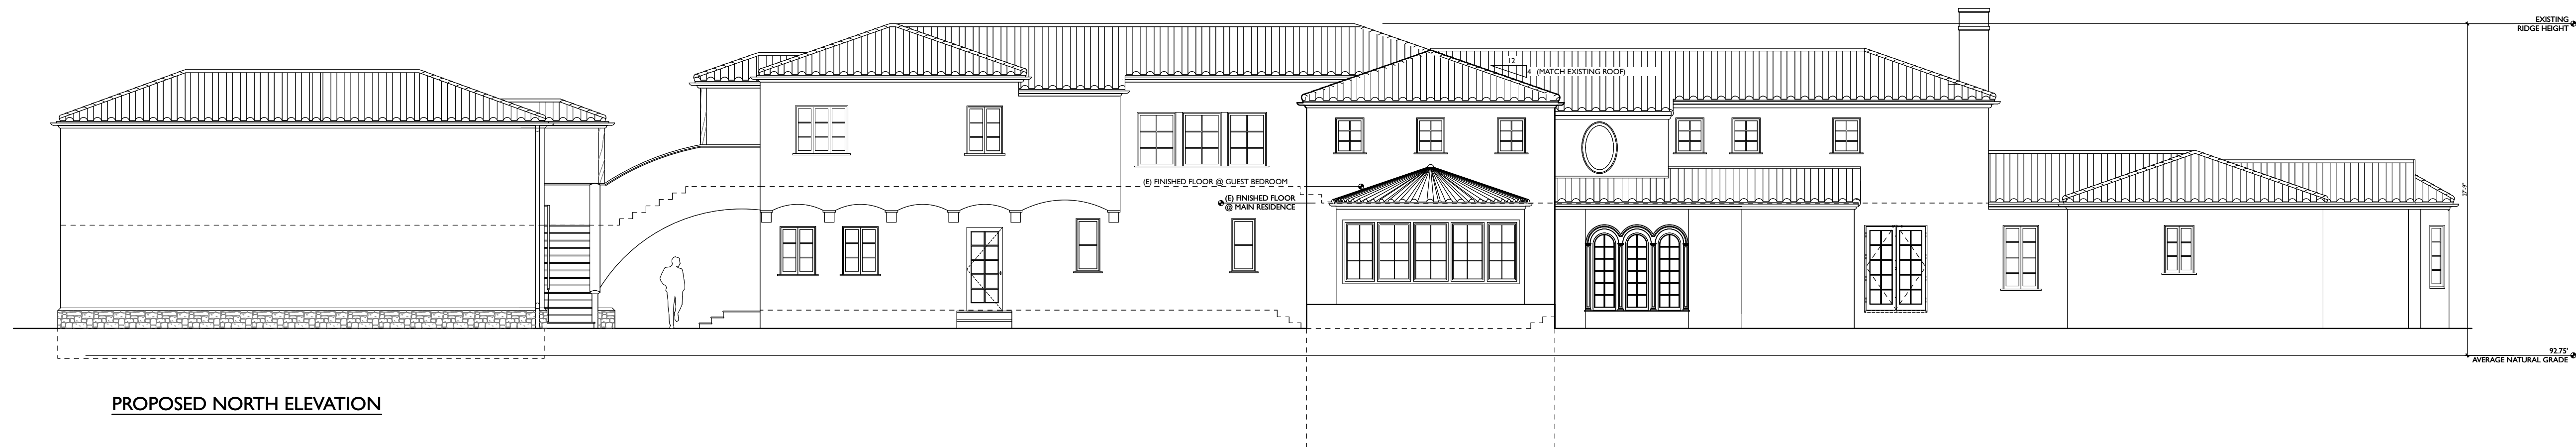 EXISTING
RIDGE HEIGHT
12
4 (MATCH EXISTING ROOF)
(E) FINISHED FLOOR @ GUEST BEDROOM
(E) FINISHED FLOOR
@ MAIN RESIDENCE
92.75'
AVERAGE NATURAL GRADE
PROPOSED NORTH ELEVATION